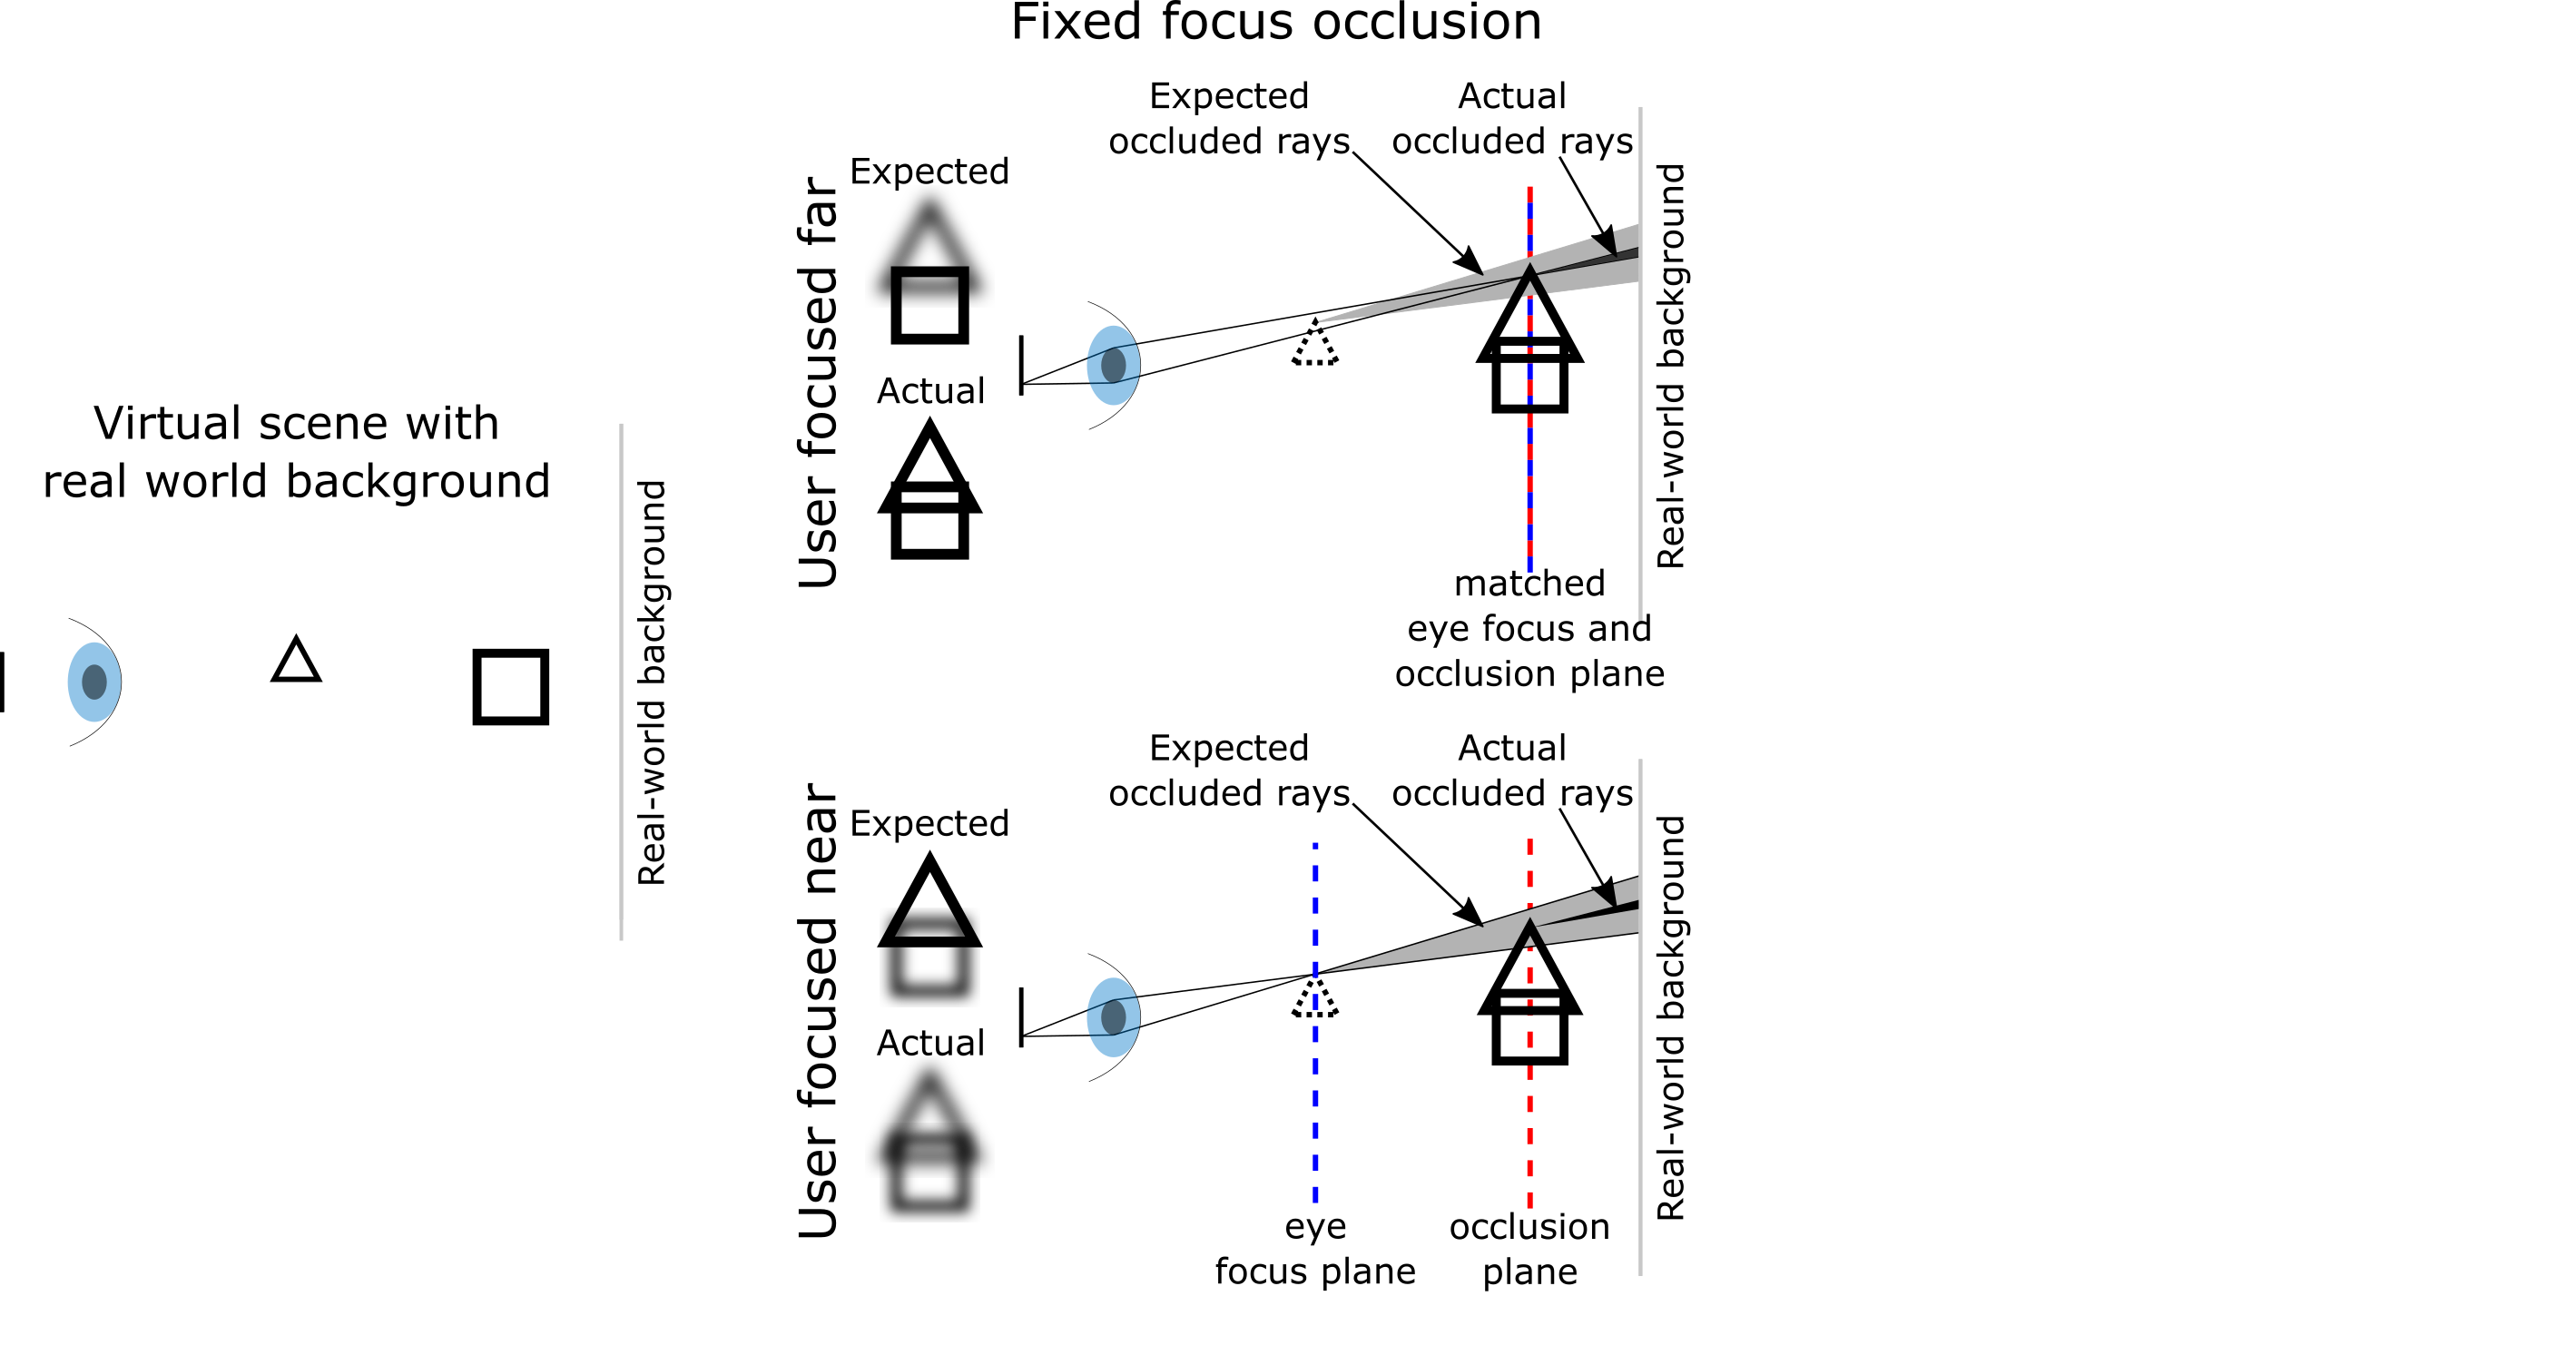 Fixed focus occlusion
Virtual scene with
real world background
Real-world background
User focused far
Expected
Actual
Expected
occluded rays
Actual
occluded rays
Real-world background
matched
eye focus and
occlusion plane
User focused near
Expected
Actual
Expected
occluded rays
Actual
occluded rays
Real-world background
eye
focus plane
occlusion
plane